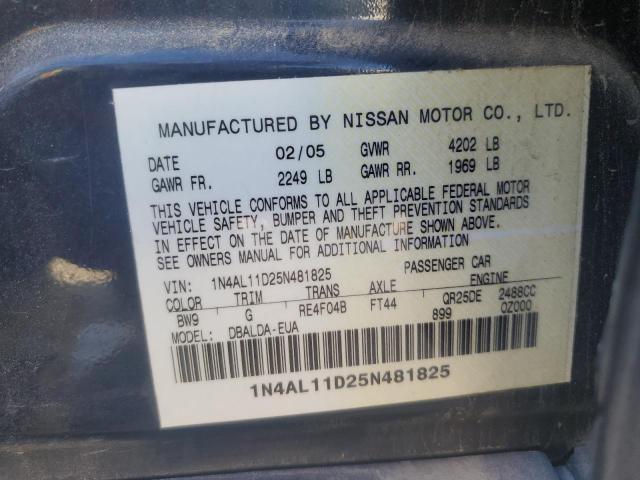 MANUFACTURED BY NISSAN MOTOR CO., LTD.
DATE 02/05 GVWR 4202 LB
GAWR FR. 2249 LB GAWR RR. 1969 LB
THIS VEHICLE CONFORMS TO ALL APPLICABLE FEDERAL MOTOR
VEHICLE SAFETY, BUMPER AND THEFT PREVENTION STANDARDS
IN EFFECT ON THE DATE OF MANUFACTURE SHOWN ABOVE.
SEE OWNERS MANUAL FOR ADDITIONAL INFORMATION
VIN: 1N4AL11D25N481825 PASSENGER CAR
COLOR TRIM TRANS AXLE ENGINE
BW9 G RE4F04B FT44 QR25DE 2488CC
MODEL: DBALDA-EUA 899 0Z000
1N4AL11D25N481825